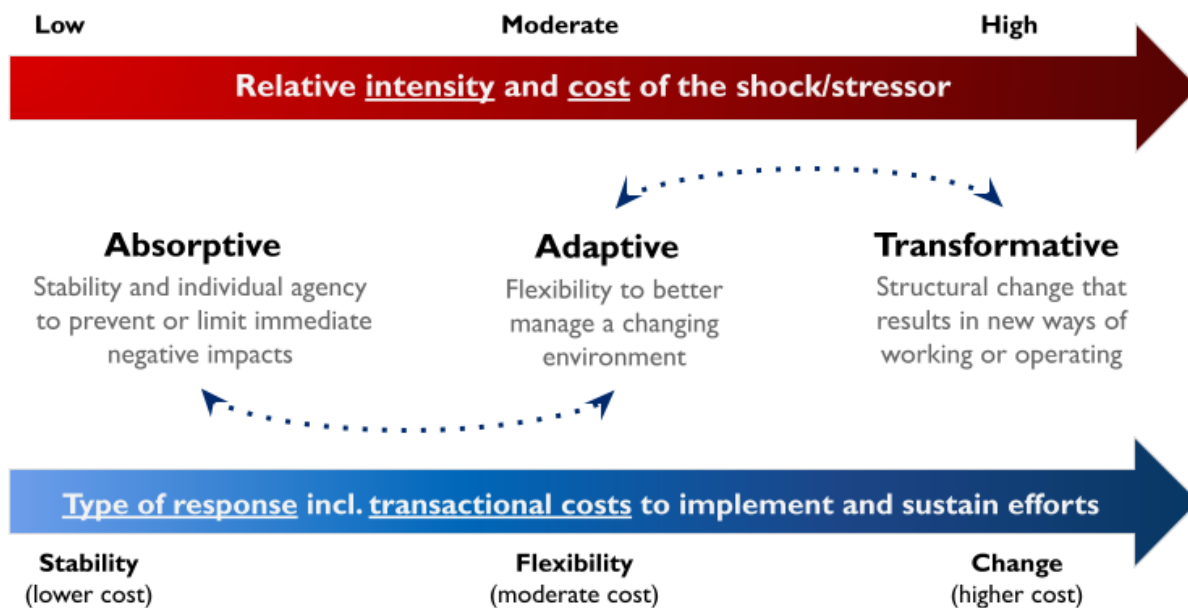 Low Moderate High
Relative intensity and cost of the shock/stressor
Absorptive
Stability and individual agency
to prevent or limit immediate
negative impacts
Adaptive
Flexibility to better
manage a changing
environment
Transformative
Structural change that
results in new ways of
working or operating
Type of response incl. transactional costs to implement and sustain efforts
Stability
(lower cost)
Flexibility
(moderate cost)
Change
(higher cost)